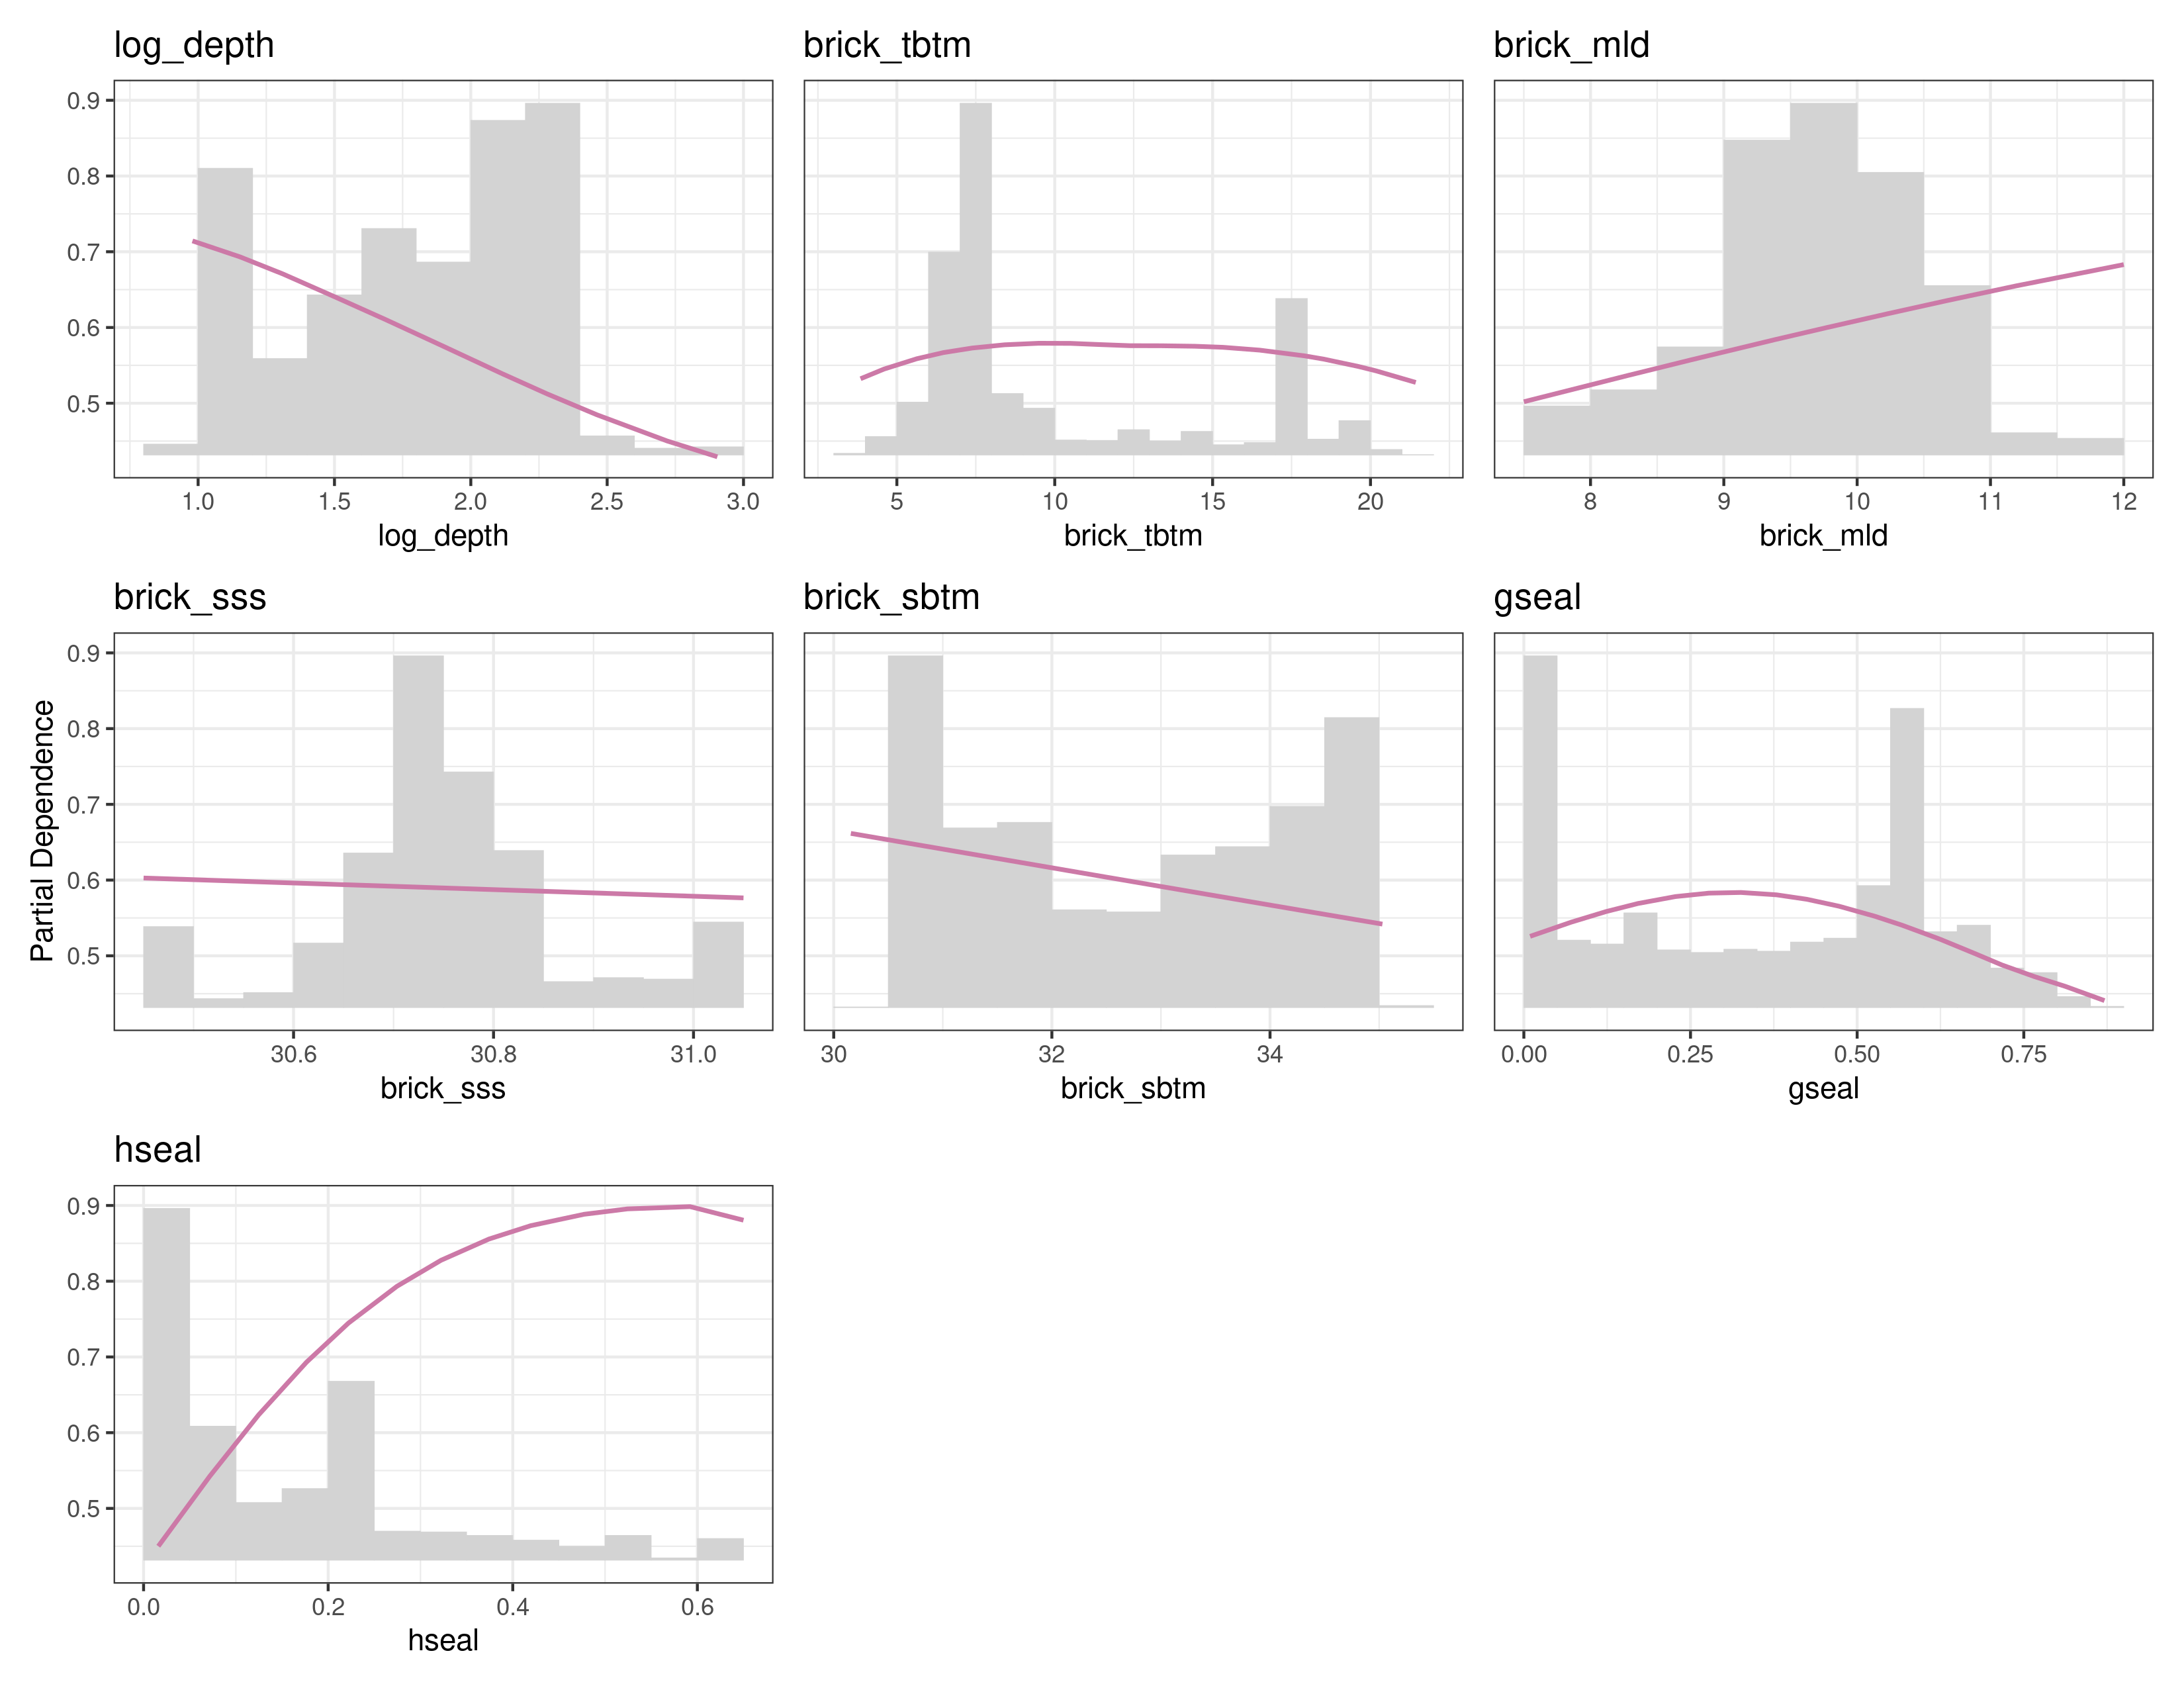 log_depth
brick_tbtm
brick_mld
0.9
0.8
0.7
0.6
0.5
1.0 1.5 2.0 2.5 3.0
5 10 15 20
8 9 10 11 12
log_depth
brick_tbtm
brick_mld
brick_sss
brick_sbtm
gseal
Partial Dependence
0.9
0.8
0.7
0.6
0.5
30.6 30.8 31.0
30 32 34
0.00 0.25 0.50 0.75
brick_sss
brick_sbtm
gseal
hseal
0.9
0.8
0.7
0.6
0.5
0.0 0.2 0.4 0.6
hseal